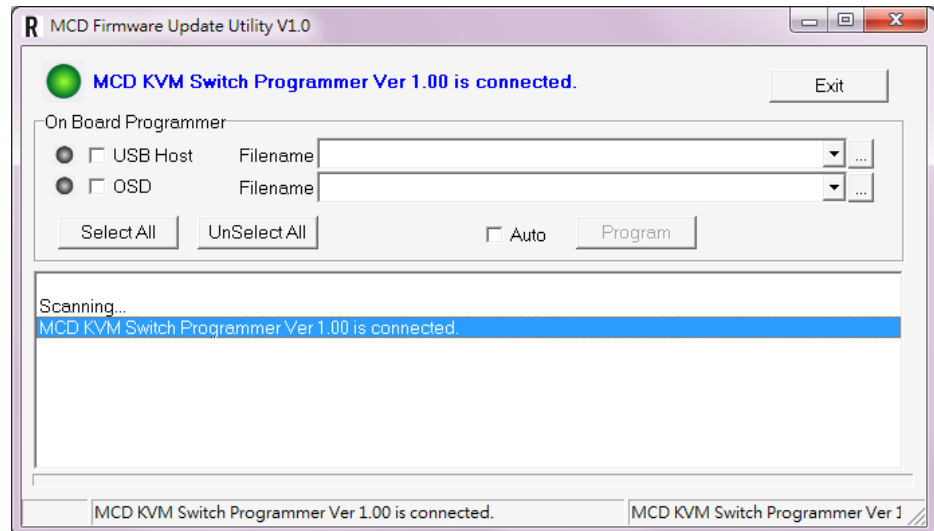 R MCD Firmware Update Utility V1.0
MCD KVM Switch Programmer Ver 1.00 is connected.
Exit
On Board Programmer
USB Host Filename ...
OSD Filename ...
Select All UnSelect All Auto Program
Scanning...
MCD KVM Switch Programmer Ver 1.00 is connected.
MCD KVM Switch Programmer Ver 1.00 is connected. MCD KVM Switch Programmer Ver 1